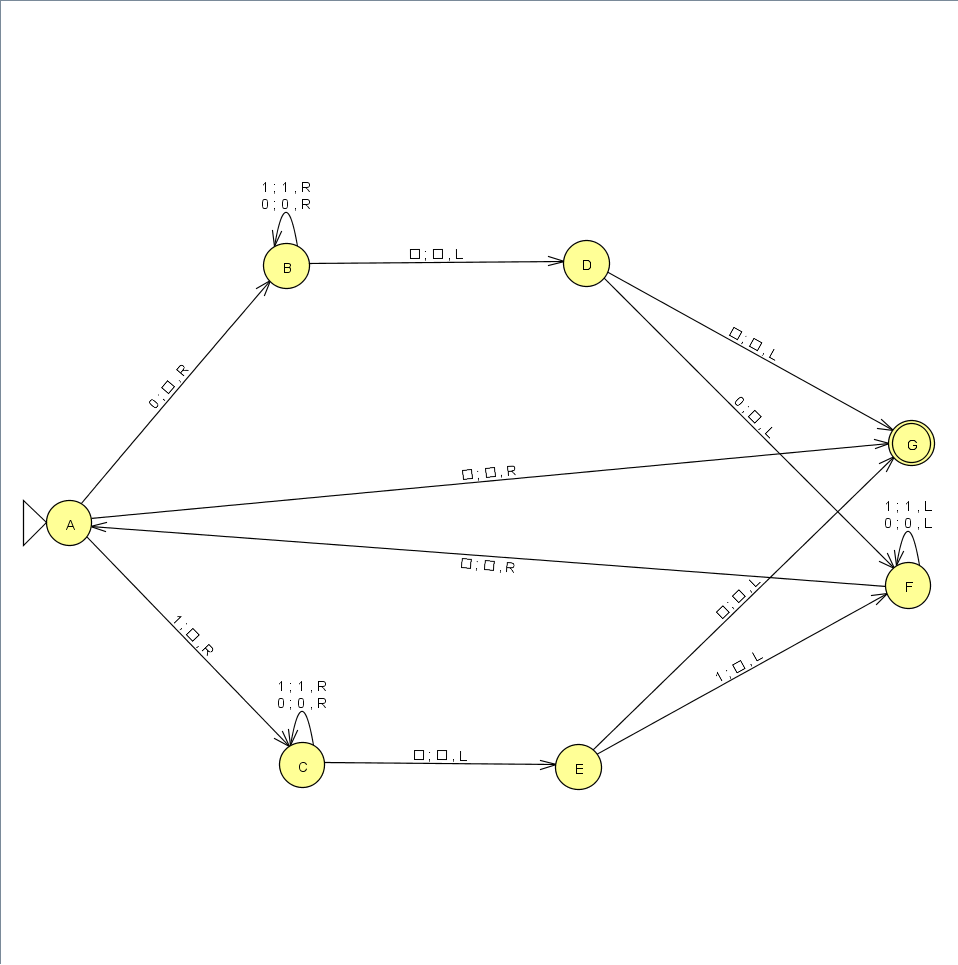 1 ; 1 , R
0 ; 0 , R
B
□ ; □ , L
D
□ ; □ , L
0 ; □ , R
0 ; □ , L
G
□ ; □ , R
A
1 ; 1 , L
0 ; 0 , L
□ ; □ , R
F
□ ; □ , L
1 ; □ , R
1 ; □ , L
1 ; 1 , R
0 ; 0 , R
C
□ ; □ , L
E